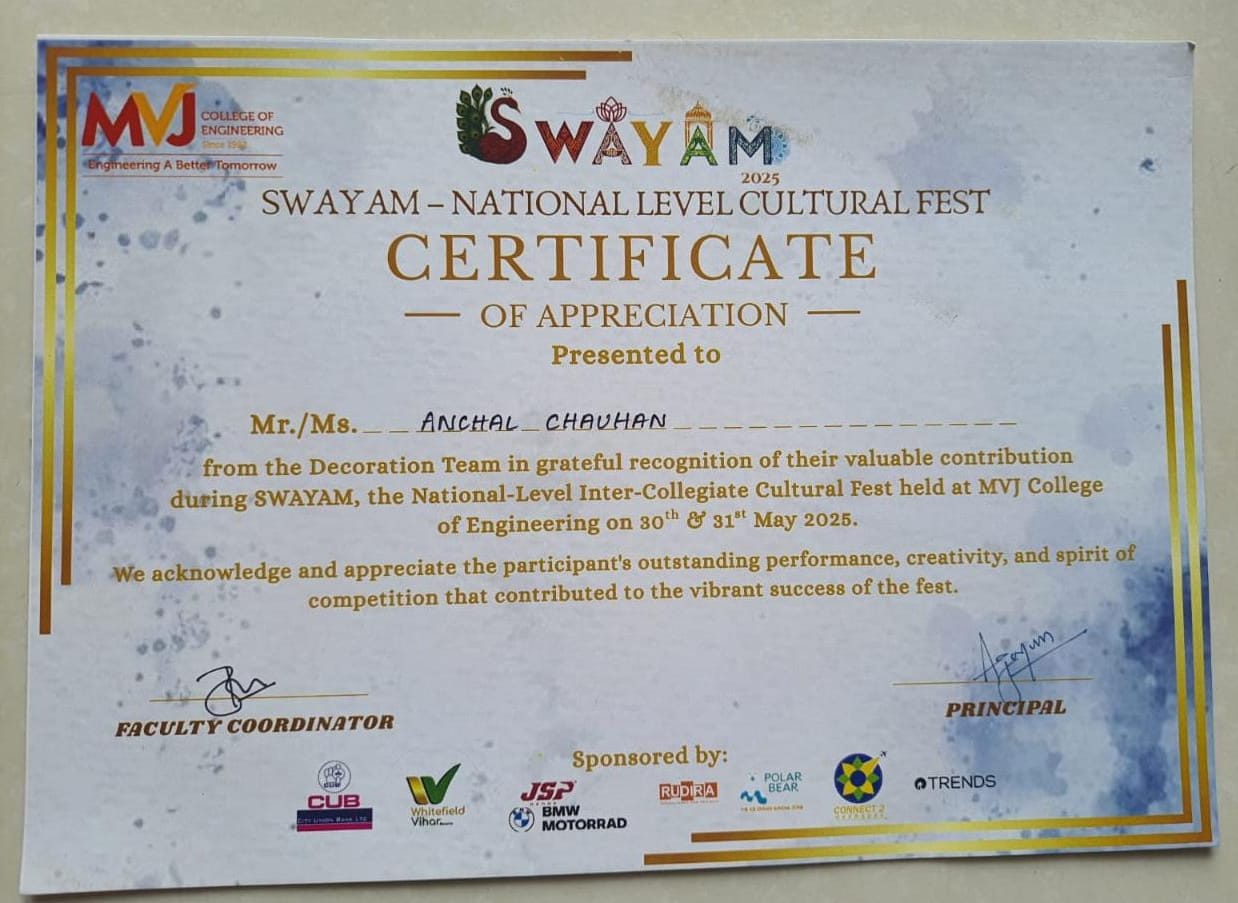 MVJ
COLLEGE OF
ENGINEERING
Since 1982
Engineering A Better Tomorrow
SWAYAM
2025
SWAYAM – NATIONAL LEVEL CULTURAL FEST
CERTIFICATE
OF APPRECIATION
Presented to
Mr./Ms. ANCHAL CHAUHAN
from the Decoration Team in grateful recognition of their valuable contribution
during SWAYAM, the National-Level Inter-Collegiate Cultural Fest held at MVJ College
of Engineering on 30th & 31st May 2025.
We acknowledge and appreciate the participant's outstanding performance, creativity, and spirit of
competition that contributed to the vibrant success of the fest.
FACULTY COORDINATOR
PRINCIPAL
Sponsored by:
CUB
CITY UNION BANK LTD
Whitefield
Vihar
JSP
BMW
MOTORRAD
RUDRA
POLAR
BEAR
CONNECT 2
TRENDS